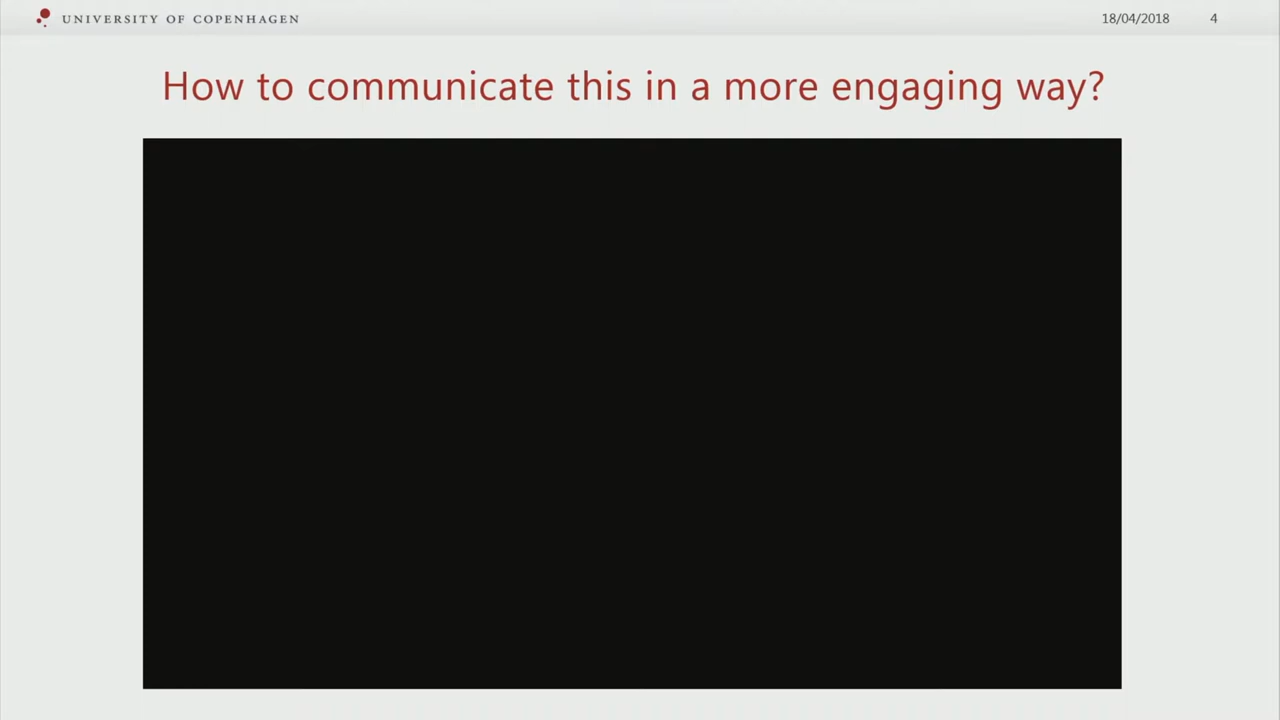 UNIVERSITY OF COPENHAGEN
18/04/2018
4
How to communicate this in a more engaging way?